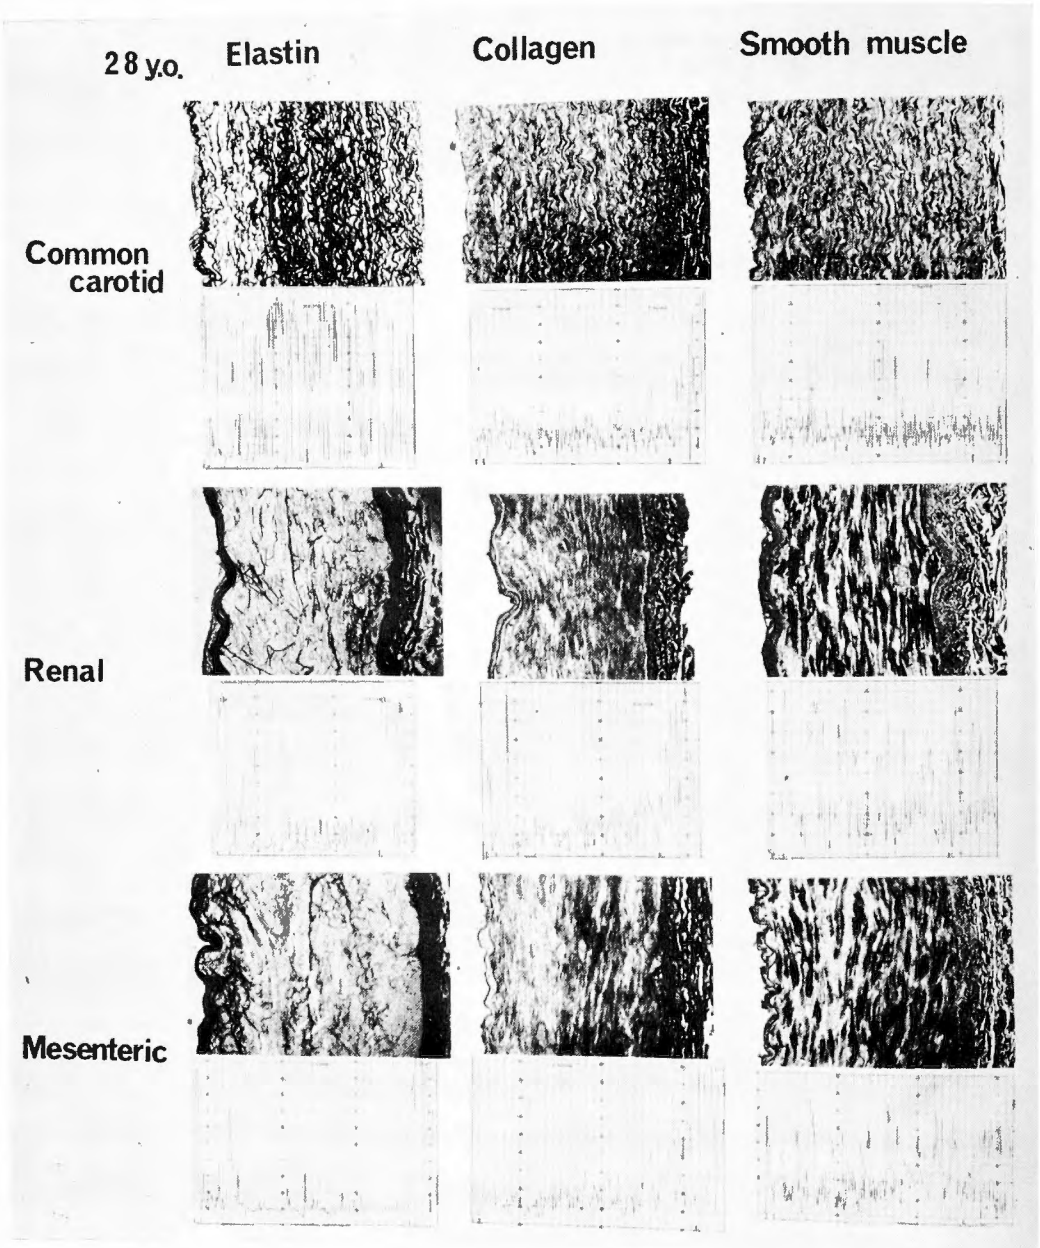 28 y.o.
Elastin
Collagen
Smooth muscle
Common
carotid
Renal
Mesenteric